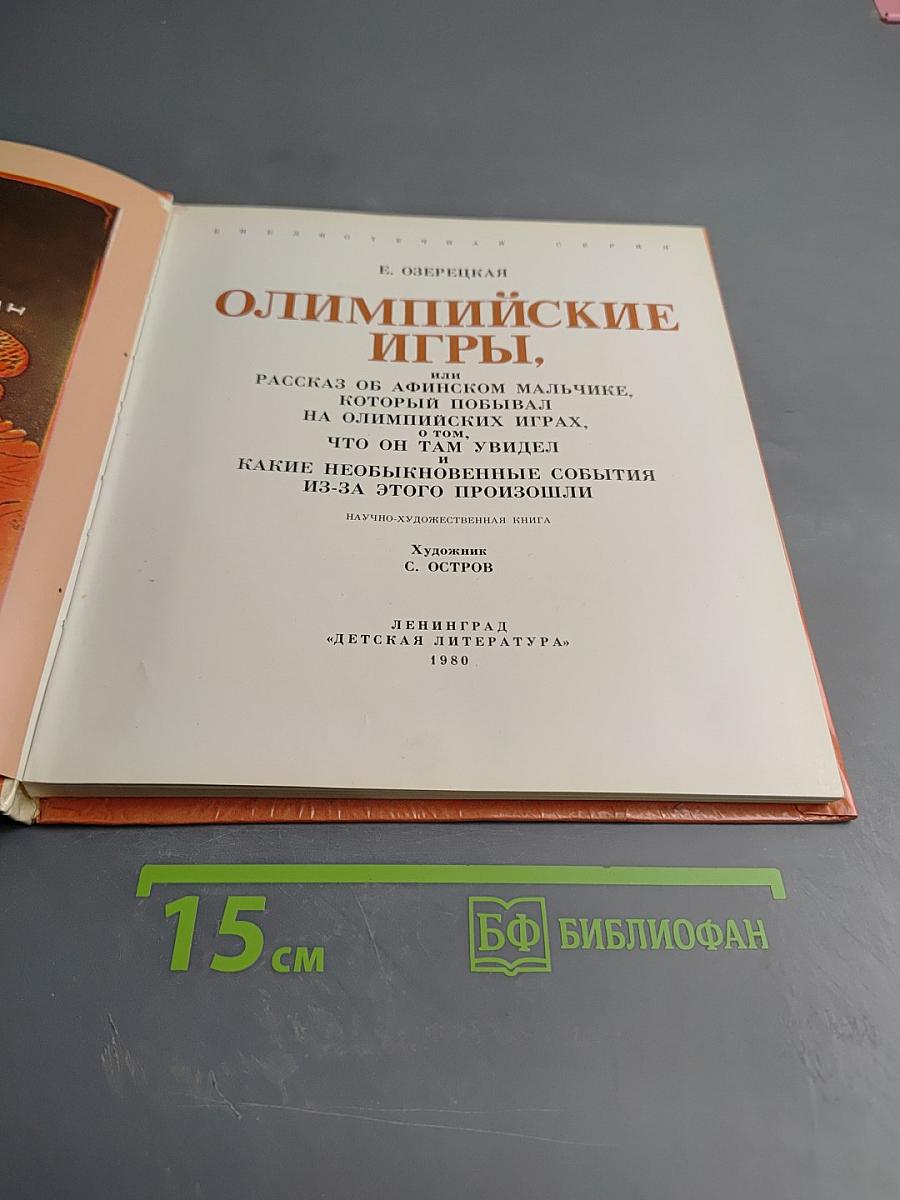 БИБЛИОТЕЧНАЯ СЕРИЯ
Е. ОЗЕРЕЦКАЯ
ОЛИМПИЙСКИЕ
ИГРЫ,
или
РАССКАЗ ОБ АФИНСКОМ МАЛЬЧИКЕ,
КОТОРЫЙ ПОБЫВАЛ
НА ОЛИМПИЙСКИХ ИГРАХ,
о том,
ЧТО ОН ТАМ УВИДЕЛ
и
КАКИЕ НЕОБЫКНОВЕННЫЕ СОБЫТИЯ
ИЗ-ЗА ЭТОГО ПРОИЗОШЛИ
НАУЧНО-ХУДОЖЕСТВЕННАЯ КНИГА
Художник
С. ОСТРОВ
ЛЕНИНГРАД
«ДЕТСКАЯ ЛИТЕРАТУРА»
1980
15 см
БФ БИБЛИОФАН